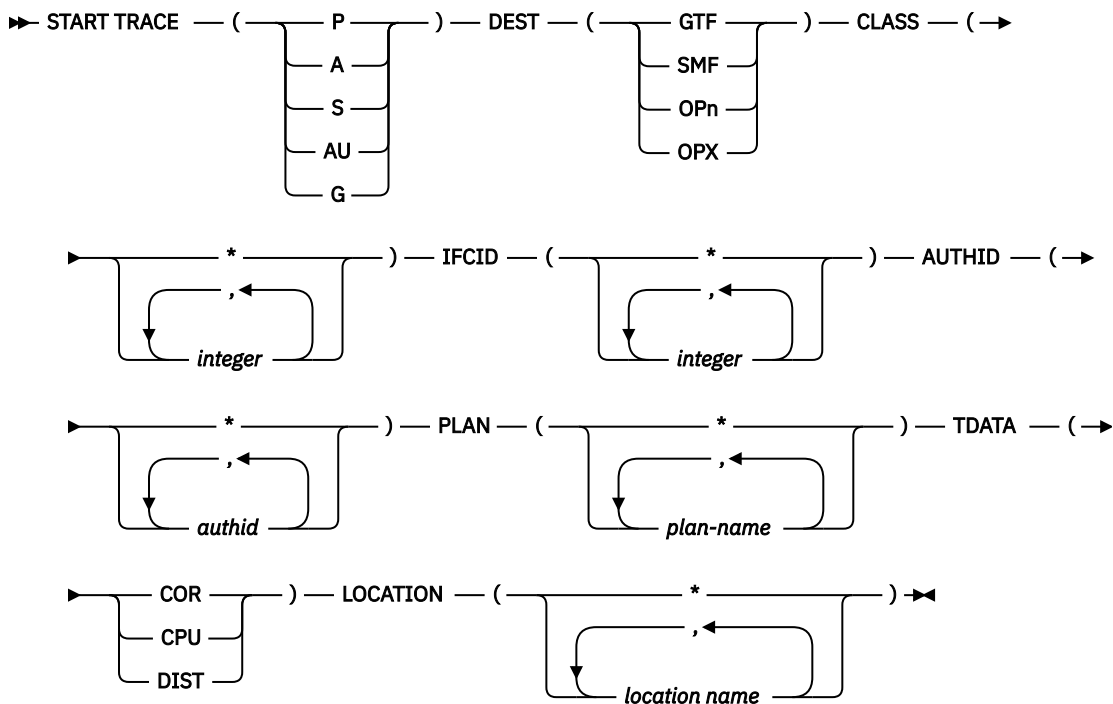 START TRACE ( P ) DEST ( GTF ) CLASS (
A SMF
S OPn
AU OPX
G
* ) IFCID ( * ) AUTHID (
, ,
integer integer
* ) PLAN ( * ) TDATA (
, ,
authid plan-name
COR ) LOCATION ( * )
CPU ,
DIST location name